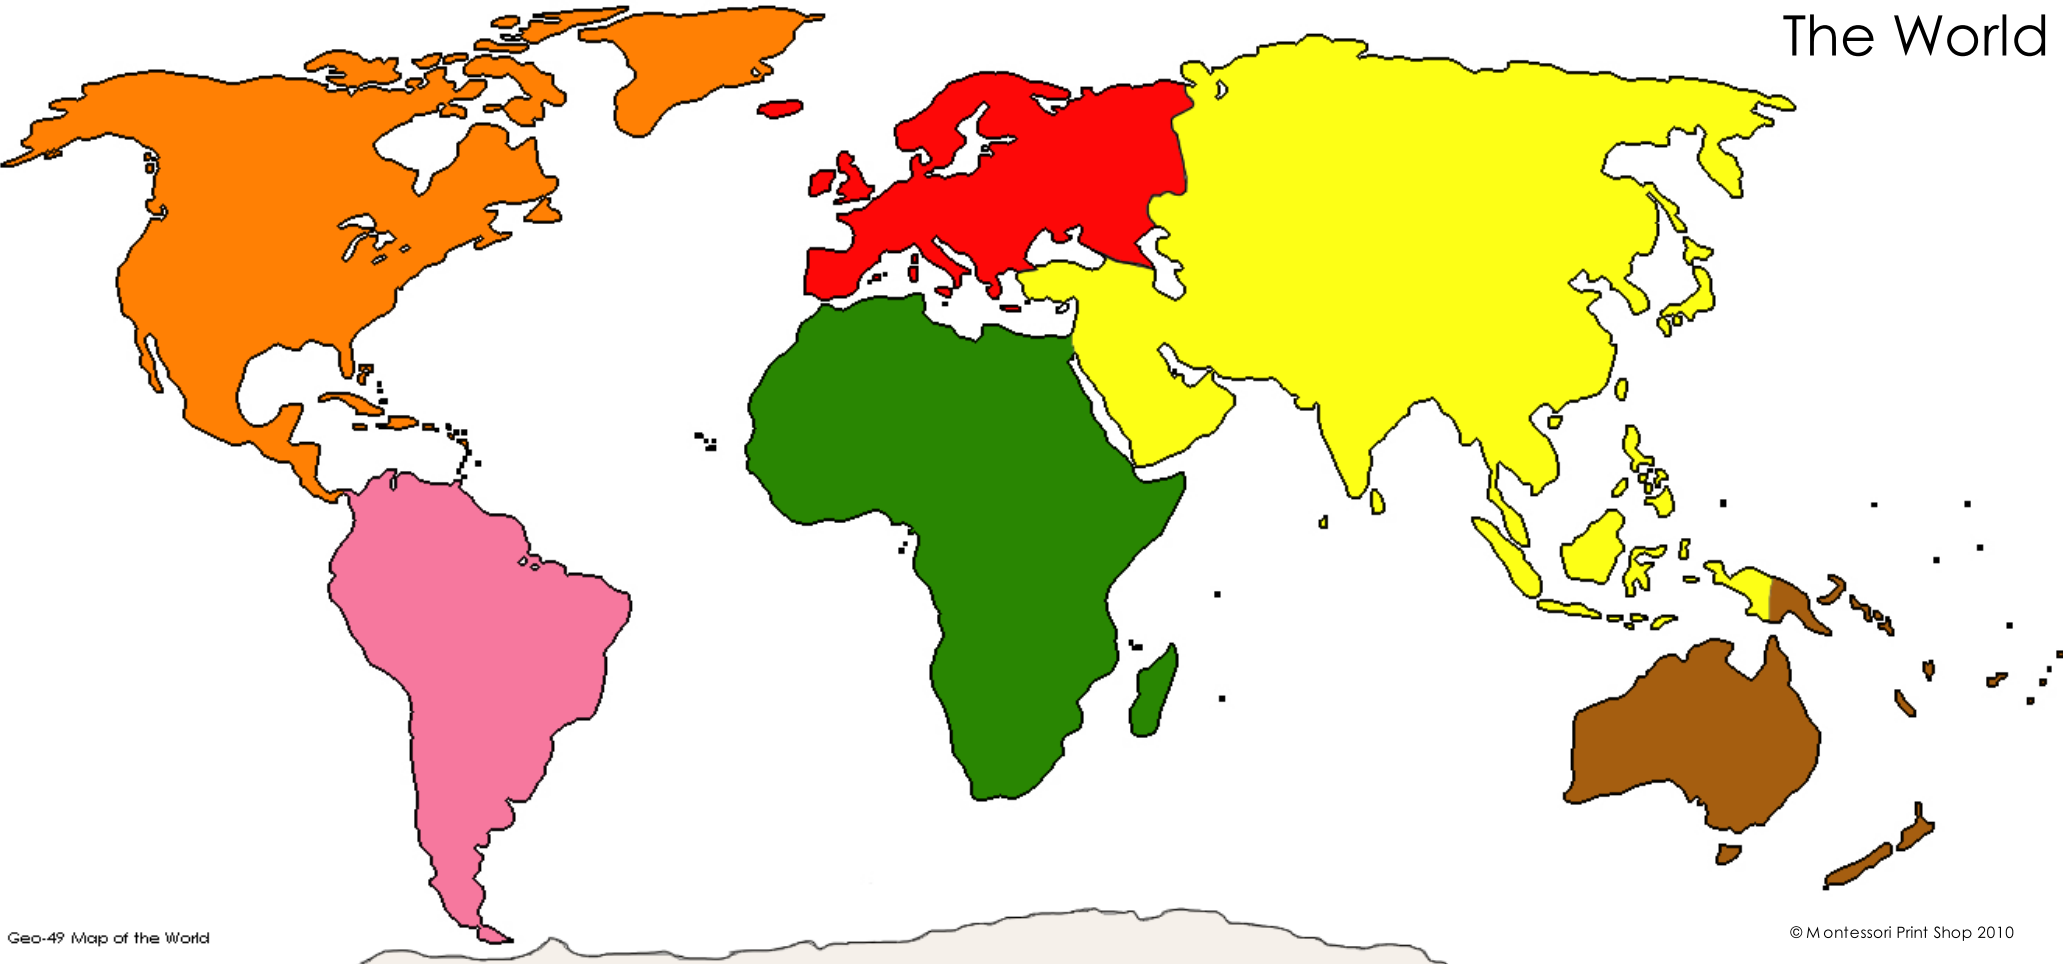 The World
Geo-49 Map of the World
© Montessori Print Shop 2010